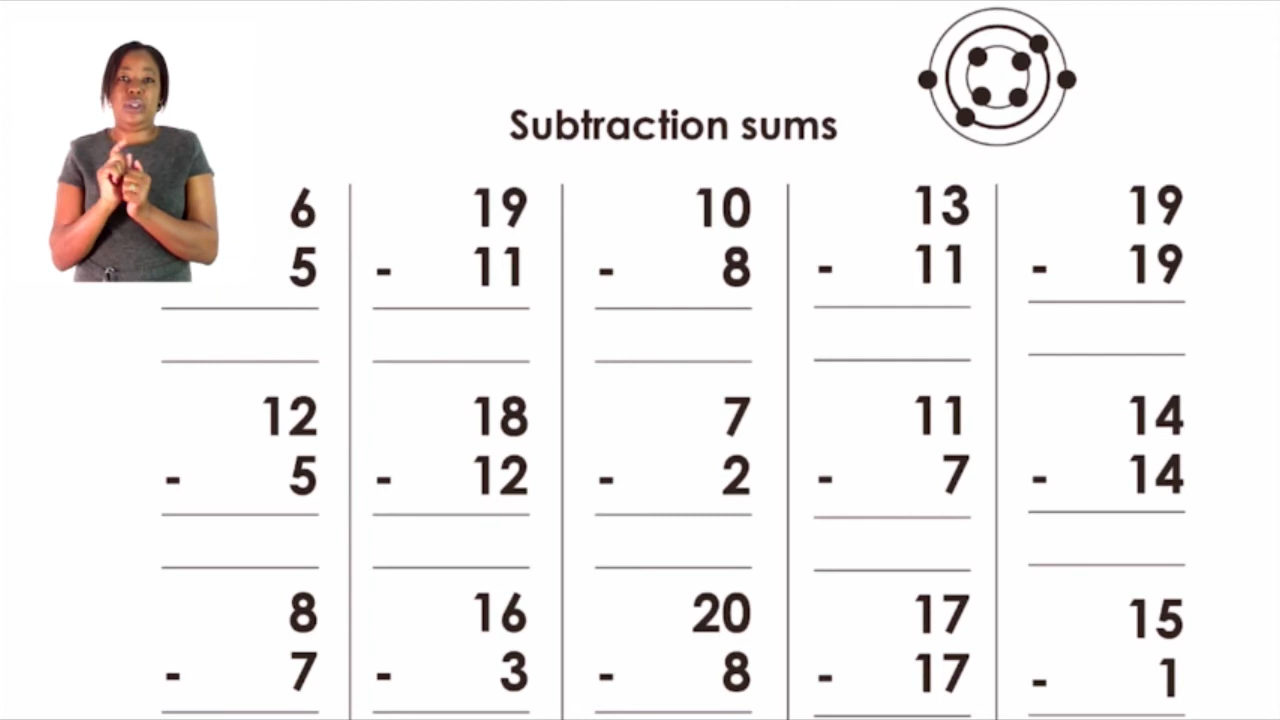 Subtraction sums
6 19 10 13 19
5 - 11 - 8 - 11 - 19
12 18 7 11 14
- 5 - 12 - 2 - 7 - 14
8 16 20 17 15
- 7 - 3 - 8 - 17 - 1